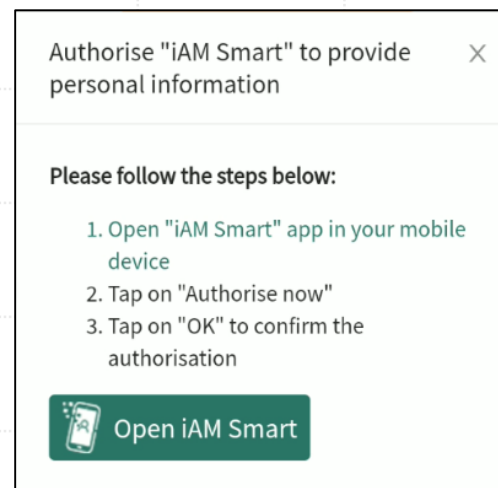 Authorise "iAM Smart" to provide
personal information
Please follow the steps below:
1. Open "iAM Smart" app in your mobile
device
2. Tap on "Authorise now"
3. Tap on "OK" to confirm the
authorisation
Open iAM Smart